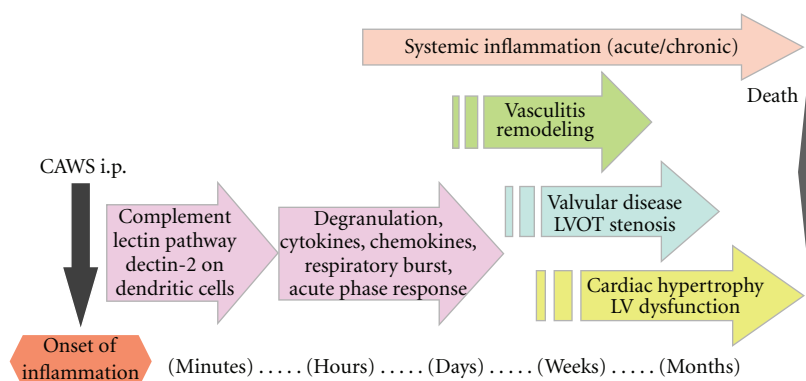 Systemic inflammation (acute/chronic)
Death
Vasculitis
remodeling
CAWS i.p.
Complement
lectin pathway
dectin-2 on
dendritic cells
Degranulation,
cytokines, chemokines,
respiratory burst,
acute phase response
Valvular disease
LVOT stenosis
Cardiac hypertrophy
LV dysfunction
Onset of
inflammation
(Minutes) . . . . . (Hours) . . . . . (Days) . . . . . (Weeks) . . . . . (Months)